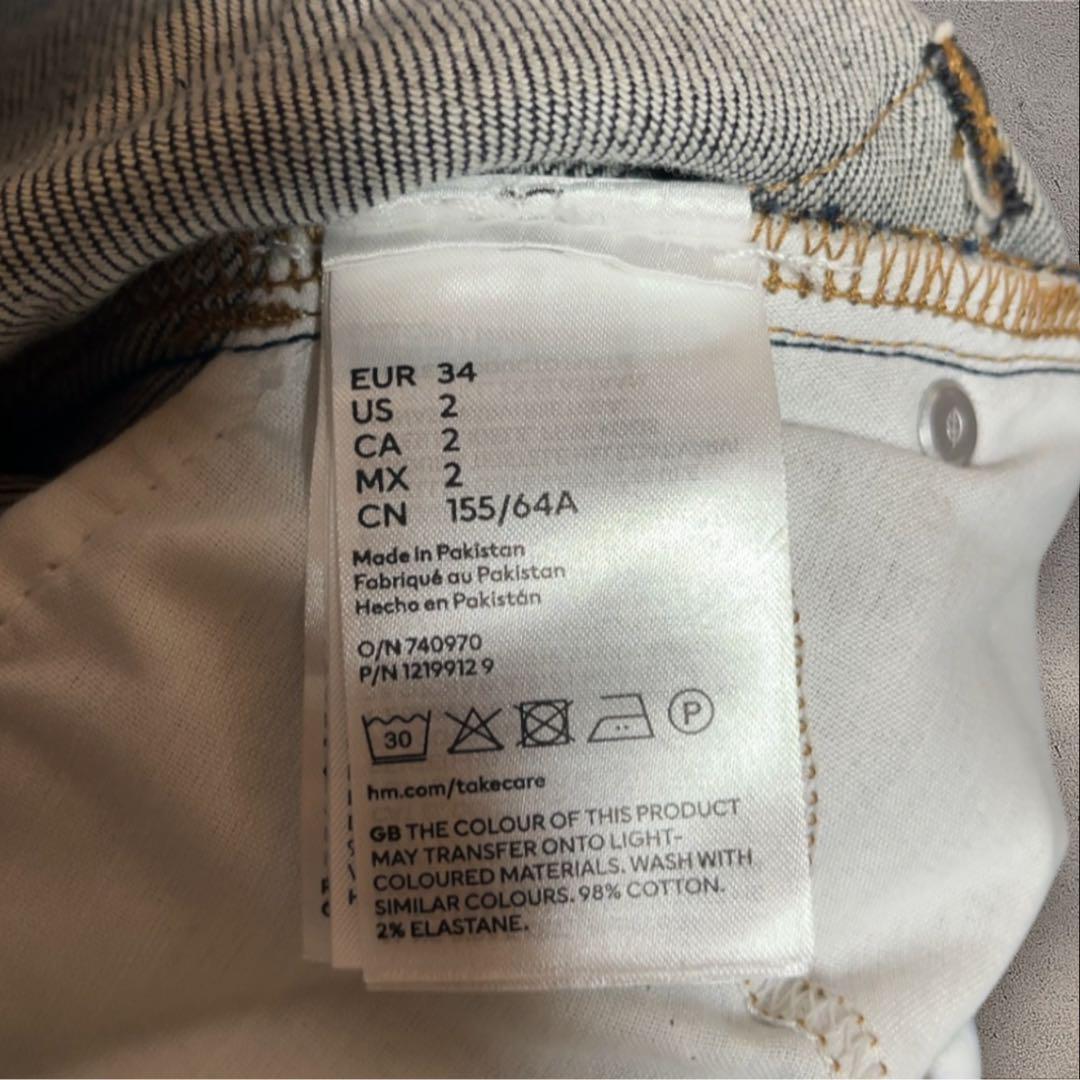 EUR 34
US 2
CA 2
MX 2
CN 155/64A
Made in Pakistan
Fabriqué au Pakistan
Hecho en Pakistán
O/N 740970
P/N 1219912 9
30
P
hm.com/takecare
GB THE COLOUR OF THIS PRODUCT
MAY TRANSFER ONTO LIGHT-
COLOURED MATERIALS. WASH WITH
SIMILAR COLOURS. 98% COTTON.
2% ELASTANE.